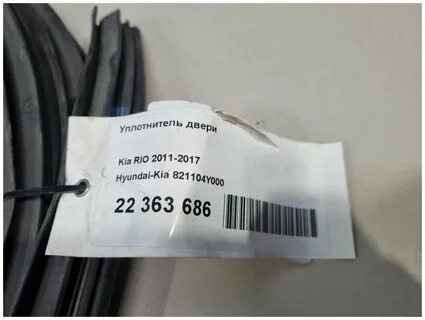 Уплотнитель двери
Kia RIO 2011-2017
Hyundai-Kia 821104Y000
22 363 686